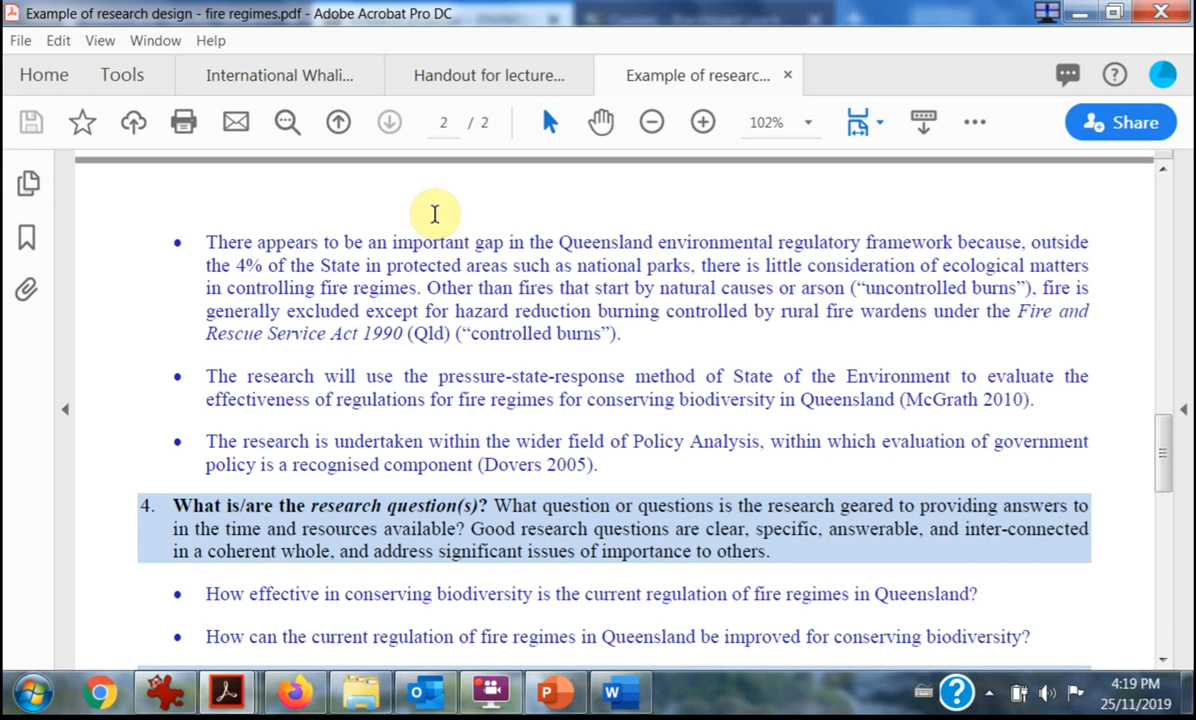 Example of research design - fire regimes.pdf - Adobe Acrobat Pro DC
File Edit View Window Help
Home Tools International Whali... Handout for lecture... Example of researc... ×
2 / 2 102% Share
• There appears to be an important gap in the Queensland environmental regulatory framework because, outside
the 4% of the State in protected areas such as national parks, there is little consideration of ecological matters
in controlling fire regimes. Other than fires that start by natural causes or arson (“uncontrolled burns”), fire is
generally excluded except for hazard reduction burning controlled by rural fire wardens under the Fire and
Rescue Service Act 1990 (Qld) (“controlled burns”).
• The research will use the pressure-state-response method of State of the Environment to evaluate the
effectiveness of regulations for fire regimes for conserving biodiversity in Queensland (McGrath 2010).
• The research is undertaken within the wider field of Policy Analysis, within which evaluation of government
policy is a recognised component (Dovers 2005).
4. What is/are the research question(s)? What question or questions is the research geared to providing answers to
in the time and resources available? Good research questions are clear, specific, answerable, and inter-connected
in a coherent whole, and address significant issues of importance to others.
• How effective in conserving biodiversity is the current regulation of fire regimes in Queensland?
• How can the current regulation of fire regimes in Queensland be improved for conserving biodiversity?
4:19 PM
25/11/2019